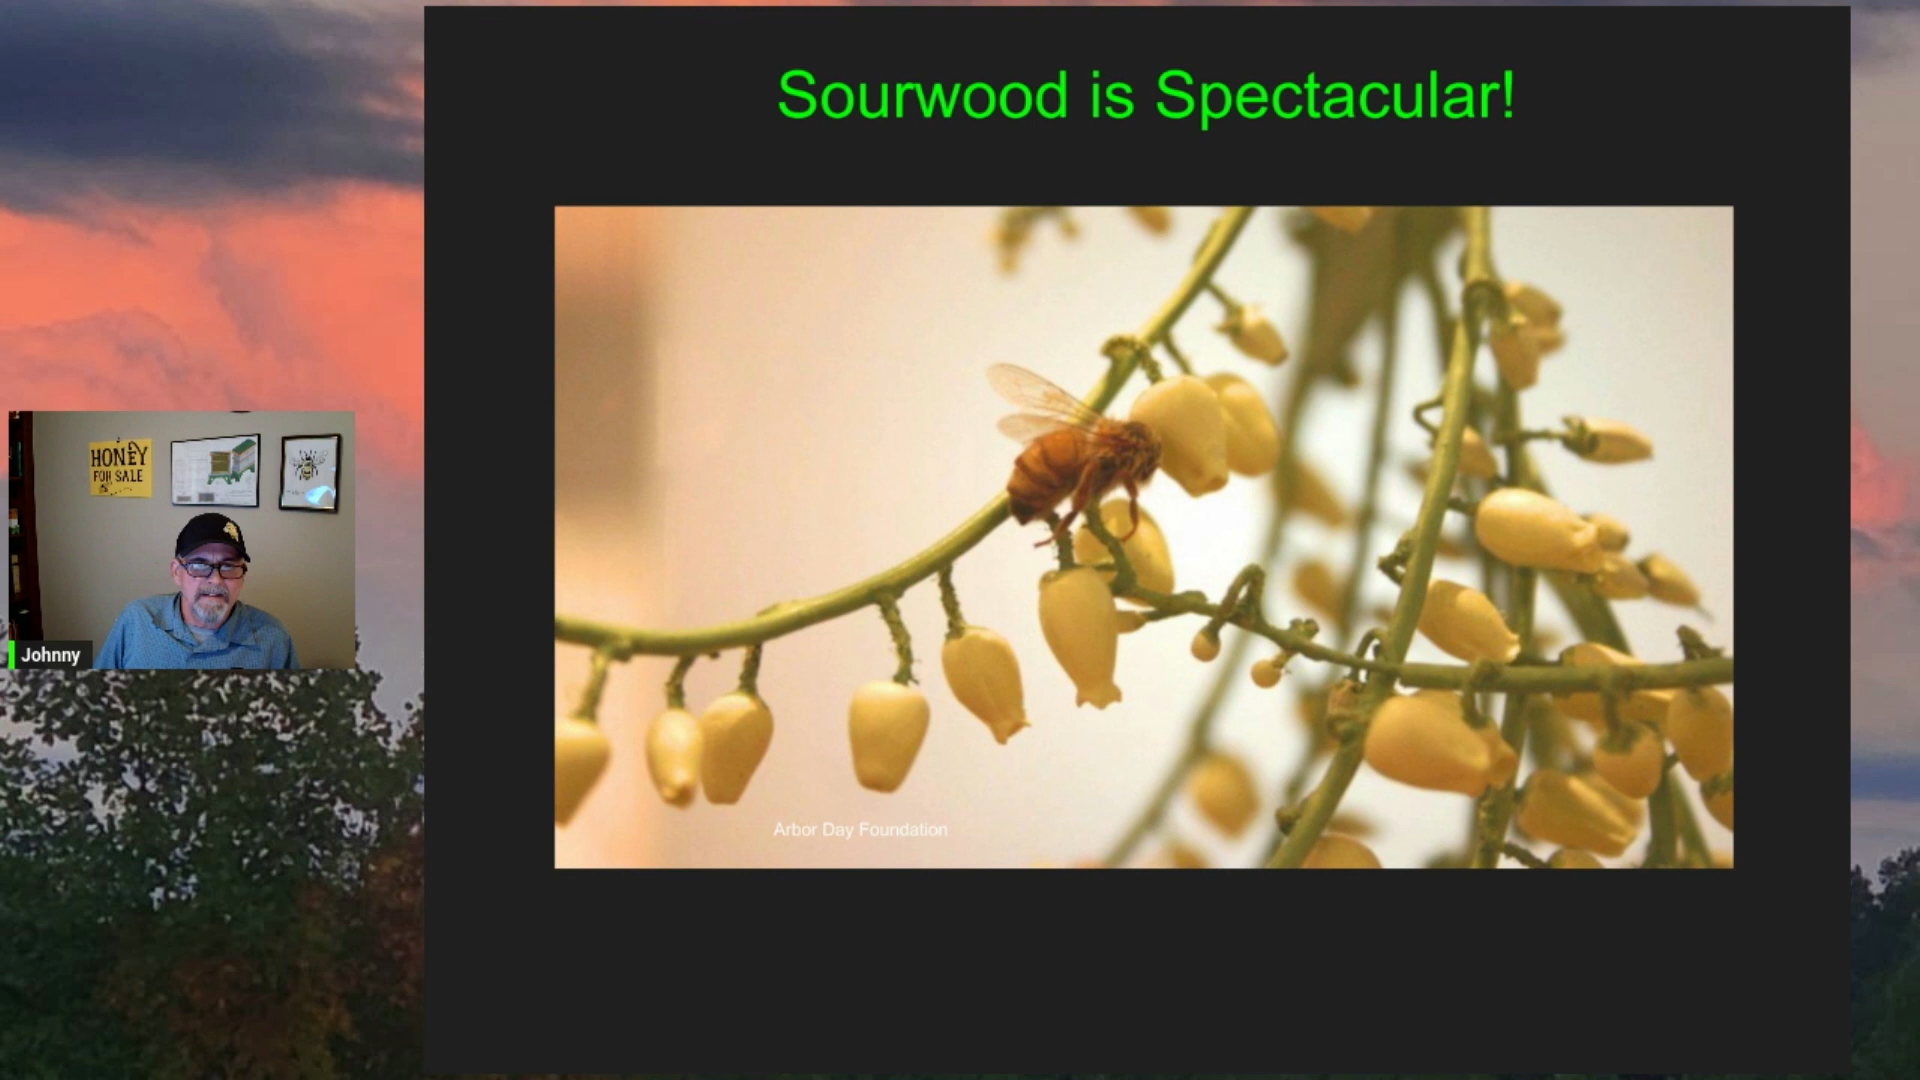 Sourwood is Spectacular!
HONEY
FOR SALE
Johnny
Arbor Day Foundation